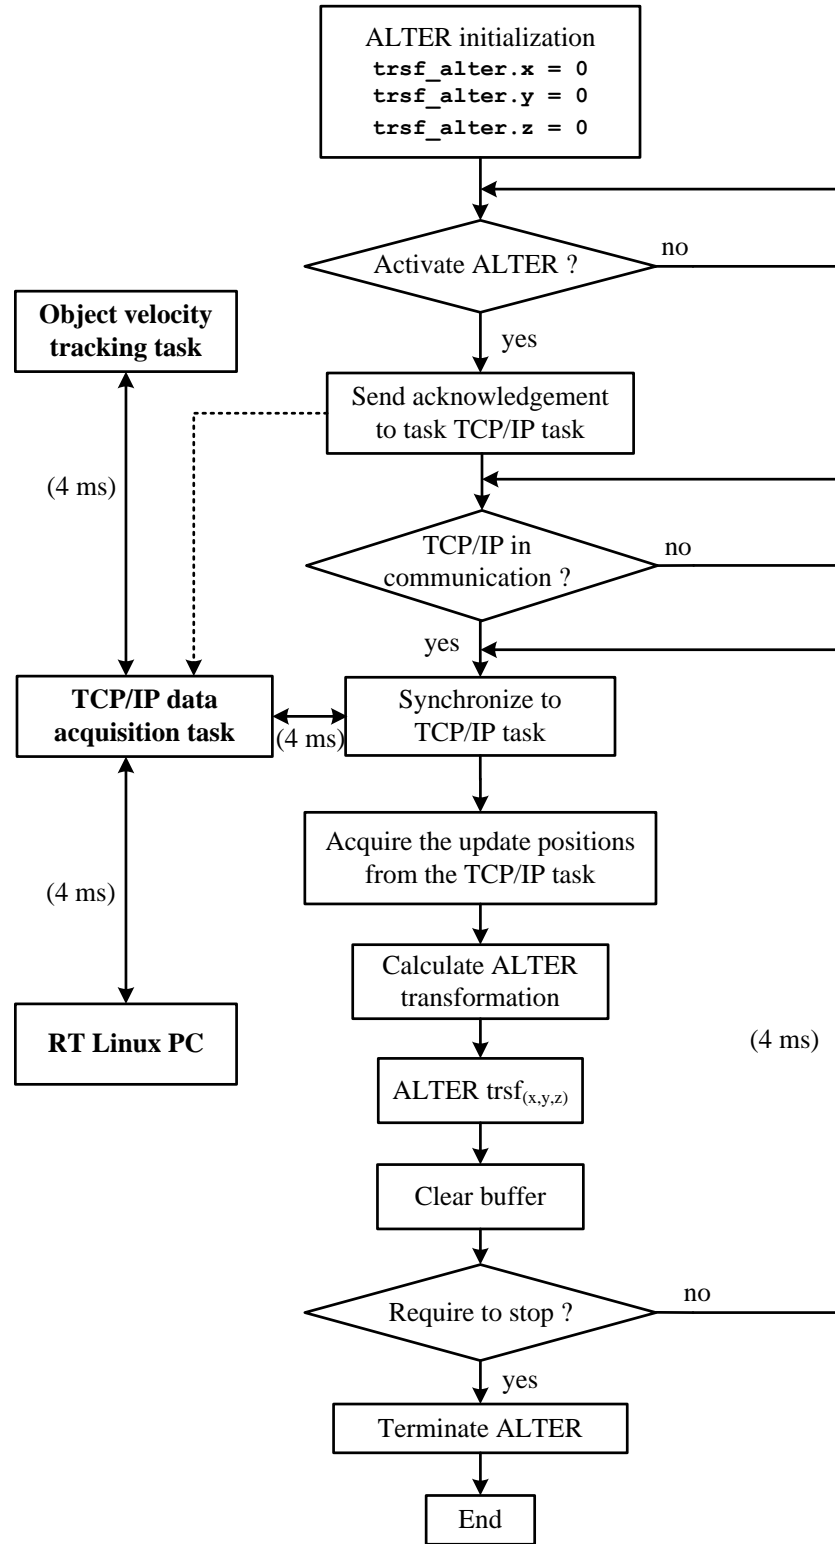 ALTER initialization
trsf_alter.x = 0
trsf_alter.y = 0
trsf_alter.z = 0
Activate ALTER ?
no
yes
Object velocity
tracking task
Send acknowledgement
to task TCP/IP task
(4 ms)
TCP/IP in
communication ?
no
yes
TCP/IP data
acquisition task
(4 ms)
Synchronize to
TCP/IP task
Acquire the update positions
from the TCP/IP task
(4 ms)
Calculate ALTER
transformation
RT Linux PC
(4 ms)
ALTER trsf(x,y,z)
Clear buffer
Require to stop ?
no
yes
Terminate ALTER
End